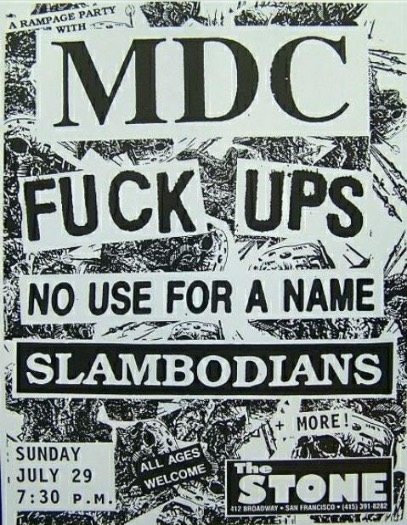 A RAMPAGE PARTY
WITH
MDC
FUCK UPS
NO USE FOR A NAME
SLAMBODIANS
+ MORE!
SUNDAY
JULY 29
7:30 P.M.
ALL AGES
WELCOME
The
STONE
412 BROADWAY • SAN FRANCISCO • (415) 391-8282